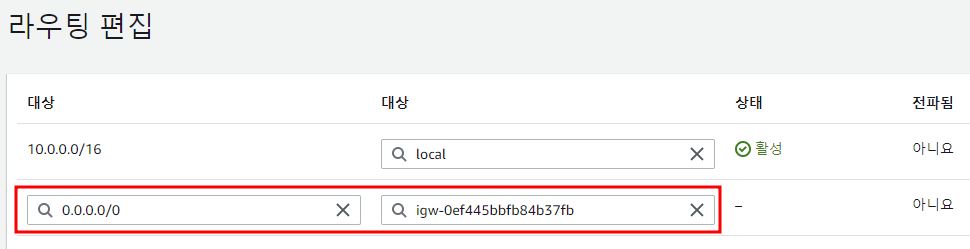 라우팅 편집
대상 대상 상태 전파됨
10.0.0.0/16 local 활성 아니요
0.0.0.0/0 igw-0ef445bbfb84b37fb – 아니요